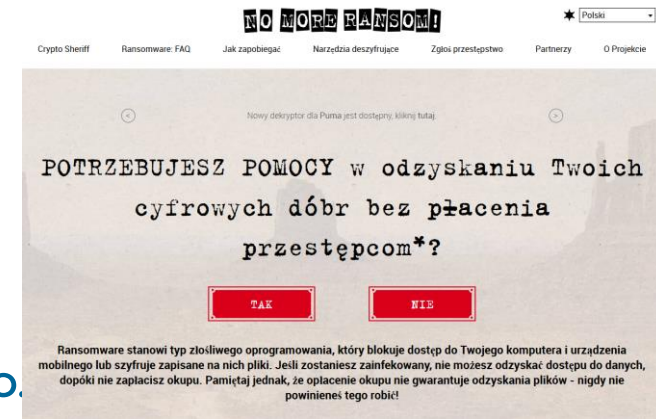 NO MORE RANSOM!
Polski
Crypto Sheriff Ransomware: FAQ Jak zapobiegać Narzędzia deszyfrujące Zgłoś przestępstwo Partnerzy O Projekcie
Nowy dekryptor dla Puma jest dostępny, kliknij tutaj.
POTRZEBUJESZ POMOCY w odzyskaniu Twoich
cyfrowych dóbr bez płacenia
przestępcom*?
TAK NIE
Ransomware stanowi typ złośliwego oprogramowania, który blokuje dostęp do Twojego komputera i urządzenia
mobilnego lub szyfruje zapisane na nich pliki. Jeśli zostaniesz zainfekowany, nie możesz odzyskać dostępu do danych,
dopóki nie zapłacisz okupu. Pamiętaj jednak, że opłacenie okupu nie gwarantuje odzyskania plików - nigdy nie
powinieneś tego robić!